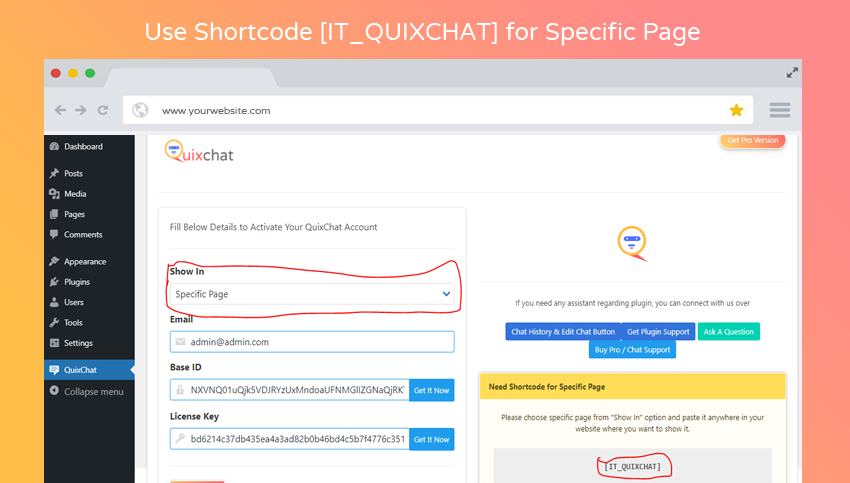 Use Shortcode [IT_QUIXCHAT] for Specific Page
www.yourwebsite.com
Dashboard
Posts
Media
Pages
Comments
Appearance
Plugins
Users
Tools
Settings
QuixChat
Collapse menu
Quixchat
Get Pro Version
Fill Below Details to Activate Your QuixChat Account
Show In
Specific Page
Email
admin@admin.com
Base ID
Get It Now
License Key
bd6214c37db435ea4a3ad82b0b46bd4c5b7f4776c351
Get It Now
If you need any assistant regarding plugin, you can connect with us over
Chat History & Edit Chat Button
Get Plugin Support
Ask A Question
Buy Pro / Chat Support
Need Shortcode for Specific Page
Please choose specific page from "Show In" option and paste it anywhere in your
website where you want to show it.
[IT_QUIXCHAT]